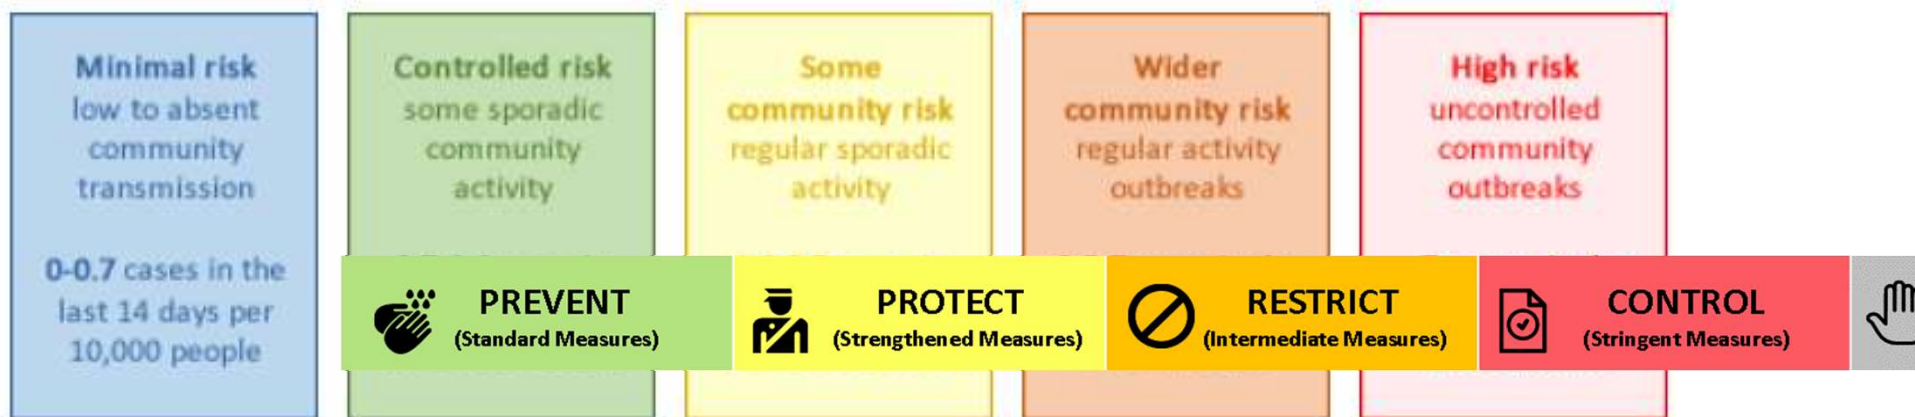 Minimal risk
low to absent
community
transmission
0-0.7 cases in the
last 14 days per
10,000 people
Controlled risk
some sporadic
community
activity
Some
community risk
regular sporadic
activity
Wider
community risk
regular activity
outbreaks
High risk
uncontrolled
community
outbreaks
PREVENT
(Standard Measures)
PROTECT
(Strengthened Measures)
RESTRICT
(Intermediate Measures)
CONTROL
(Stringent Measures)